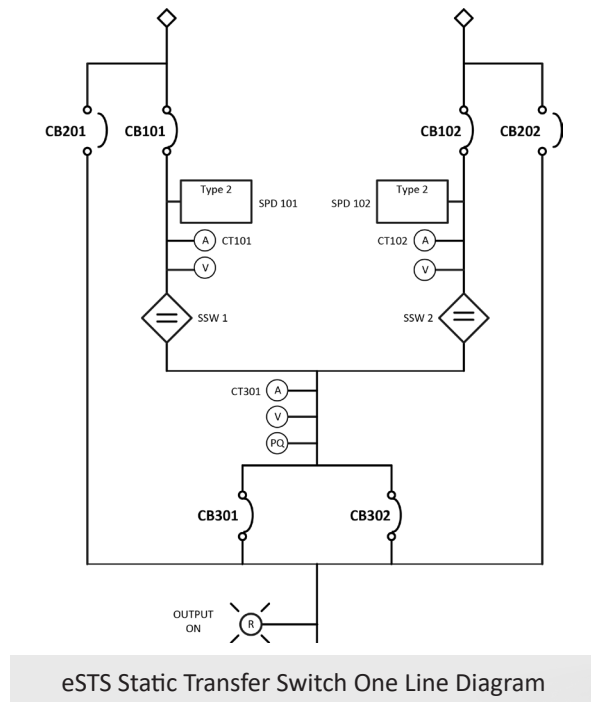 CB201
CB101
CB102
CB202
Type 2
SPD 101
SPD 102
Type 2
A
CT101
CT102
A
V
V
SSW 1
SSW 2
CT301
A
V
PQ
CB301
CB302
OUTPUT
ON
R
eSTS Static Transfer Switch One Line Diagram